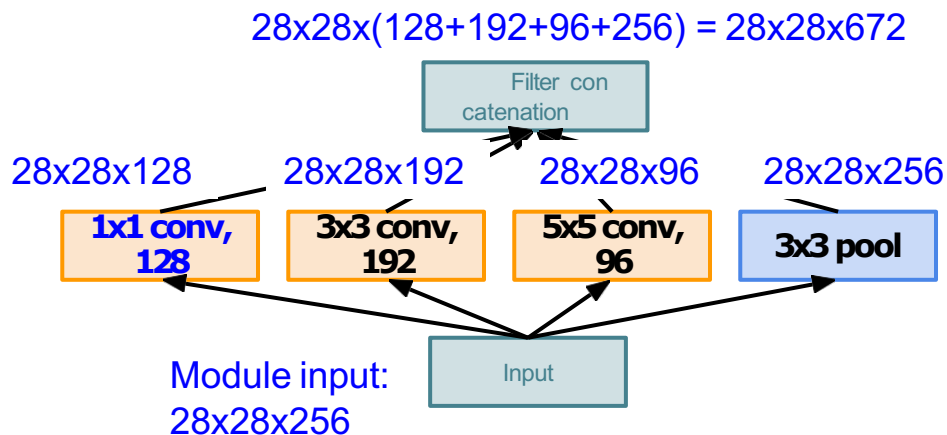 28x28x(128+192+96+256) = 28x28x672
Filter con
catenation
28x28x128
28x28x192
28x28x96
28x28x256
1x1 conv,
128
3x3 conv,
192
5x5 conv,
96
3x3 pool
Input
Module input:
28x28x256